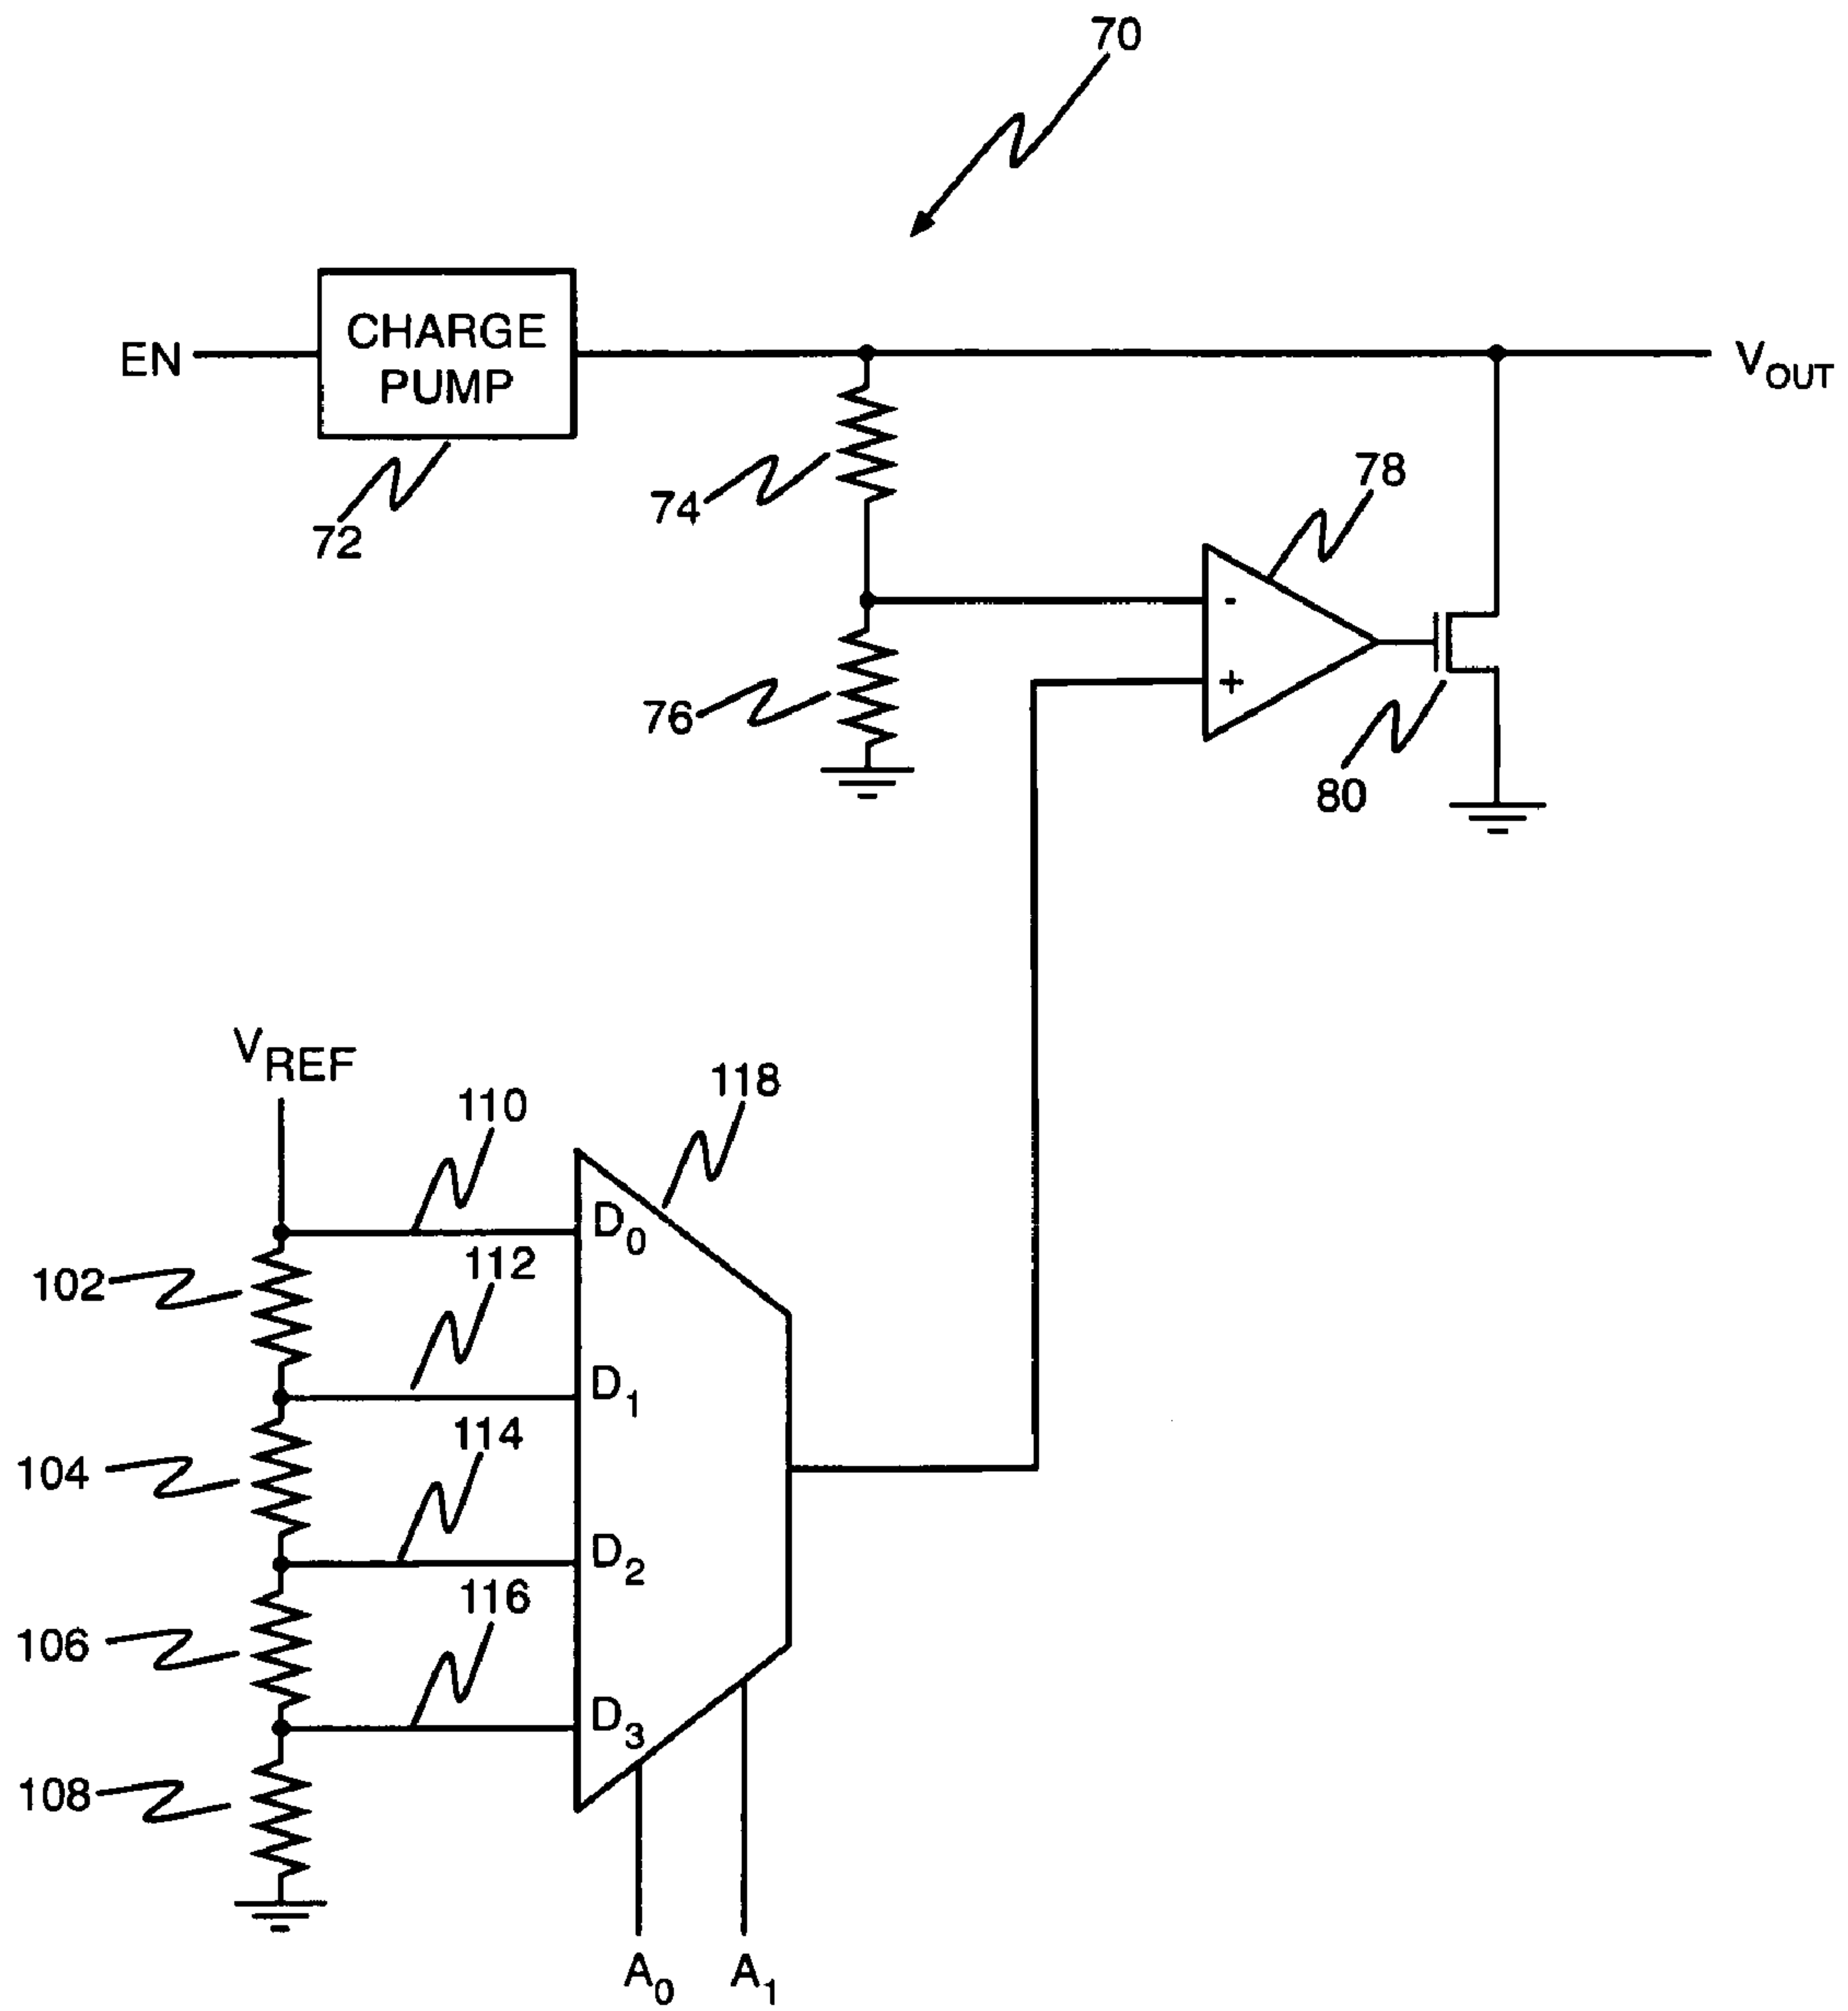 70
EN
CHARGE
PUMP
VOUT
72
74
78
76
-
+
80
VREF
110
118
D0
102
112
D1
104
114
D2
106
116
D3
108
A0
A1